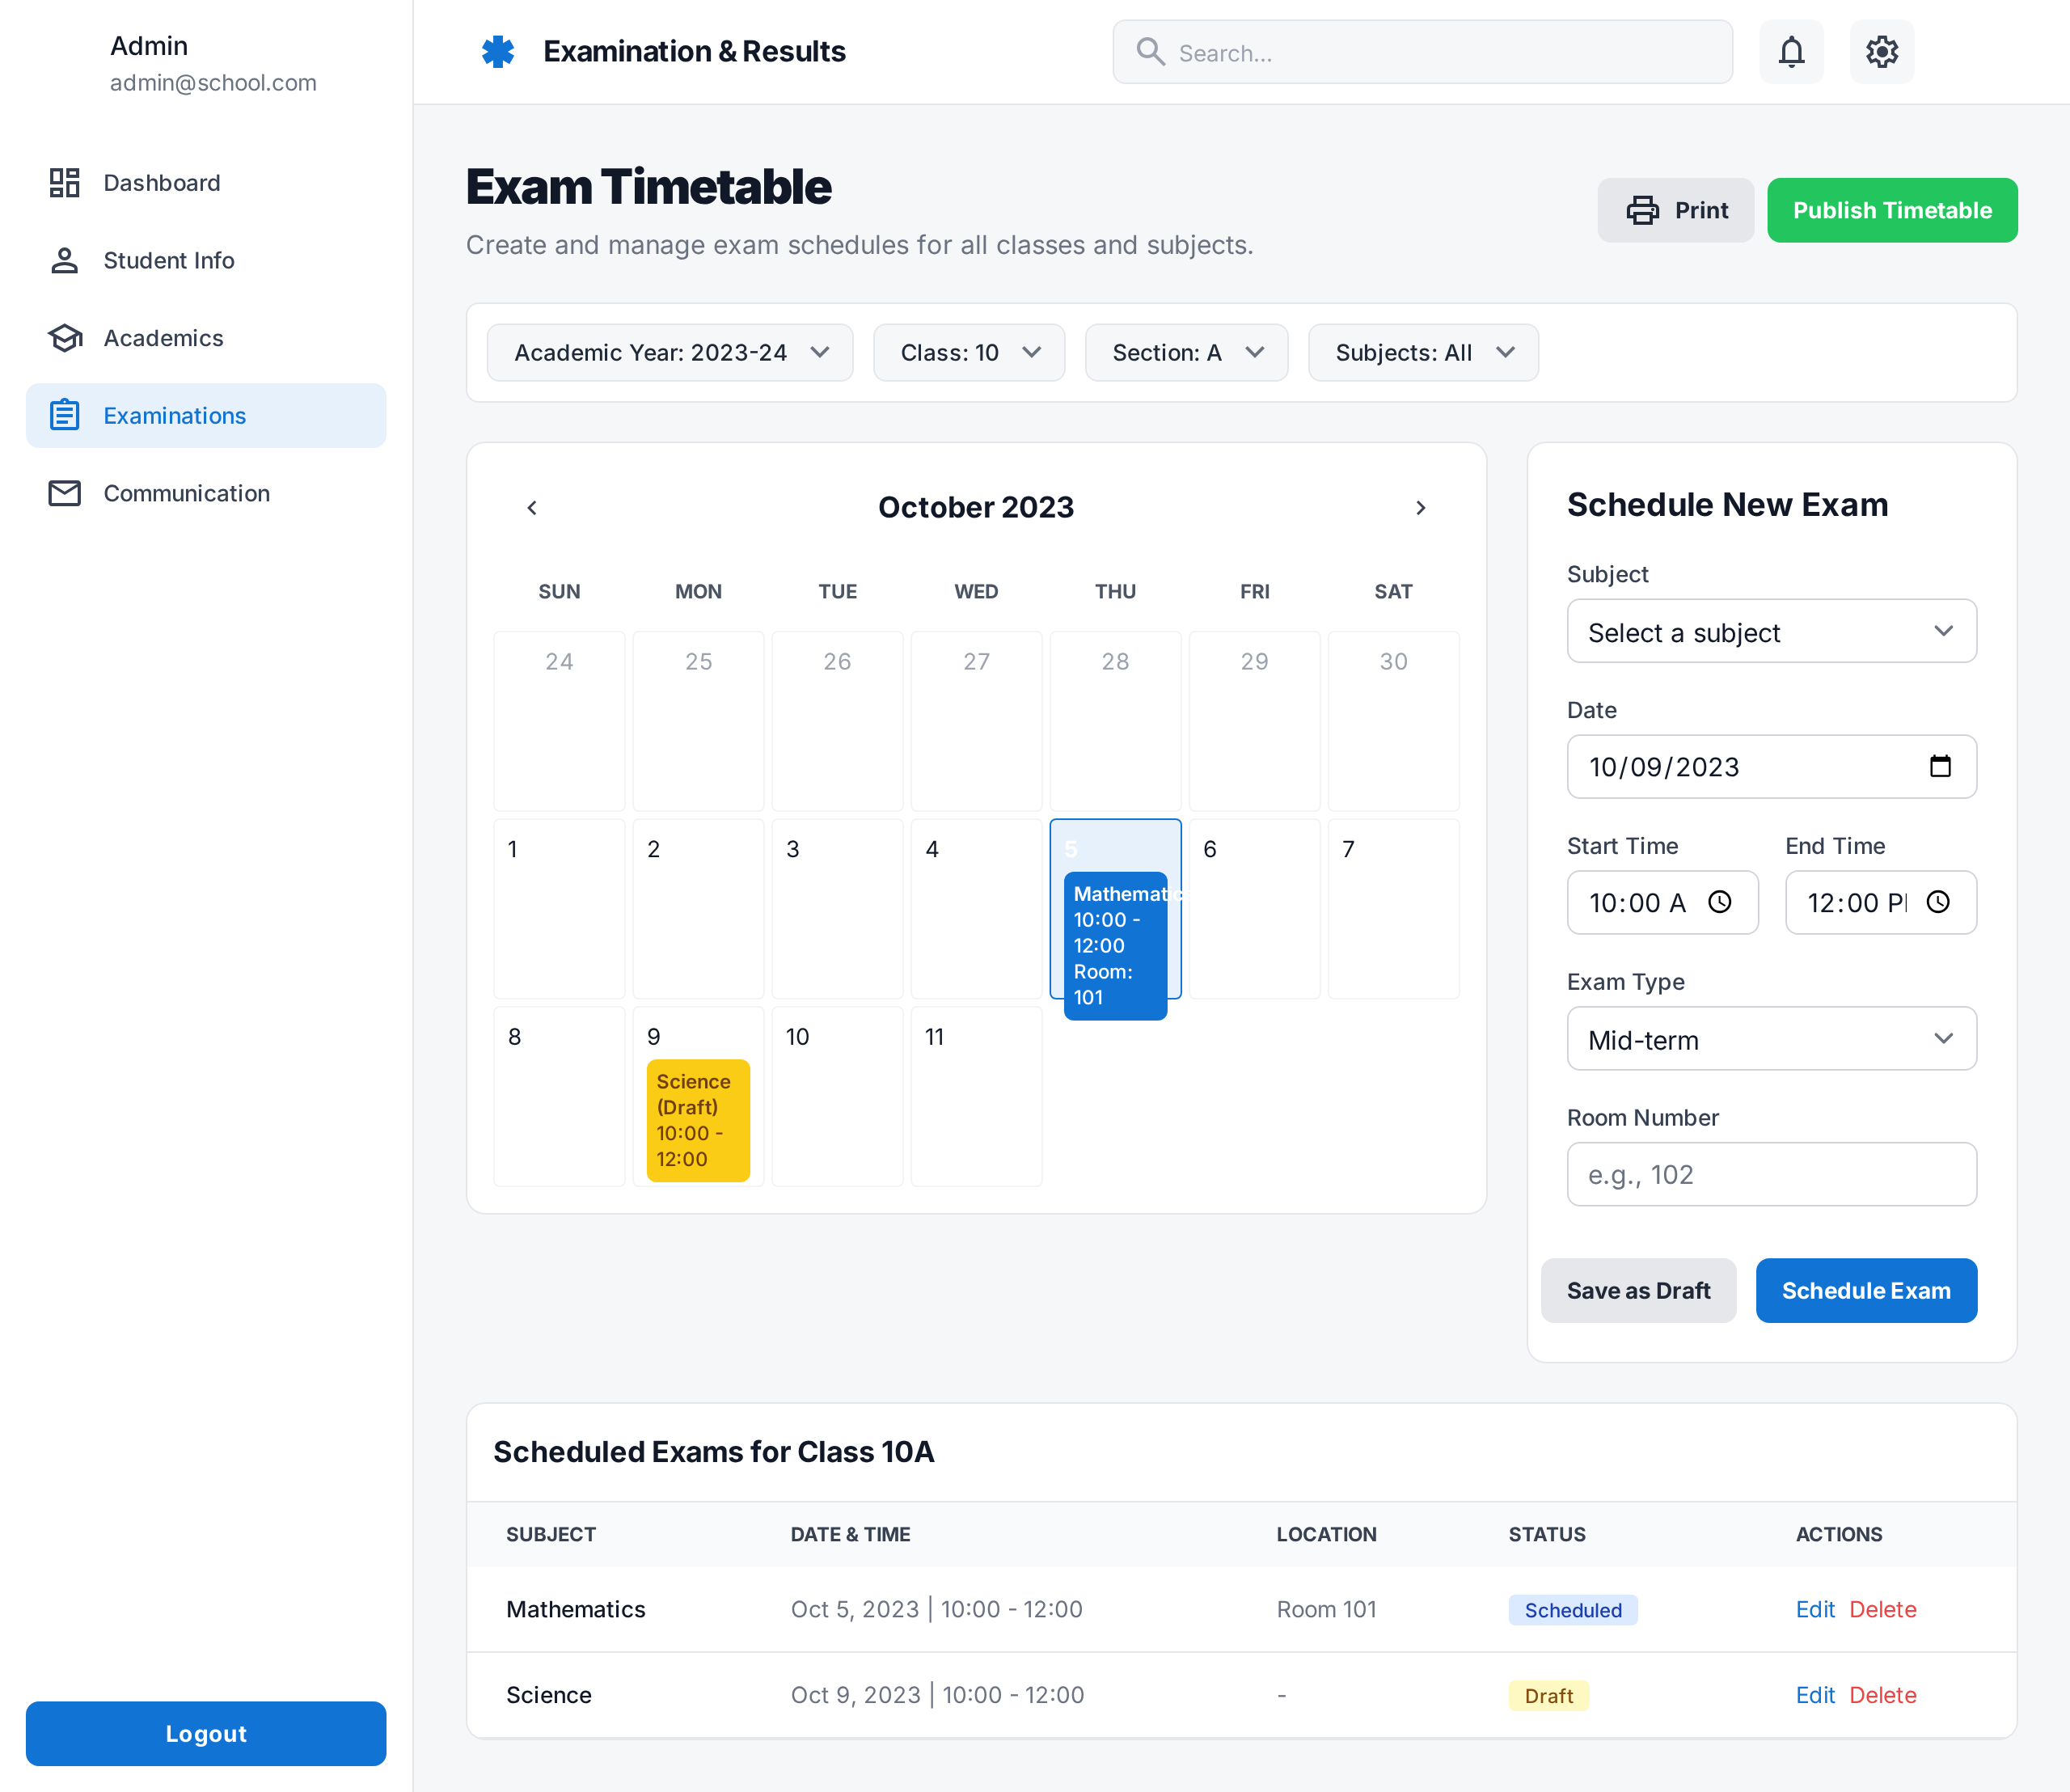 Admin
admin@school.com
Dashboard
Student Info
Academics
Examinations
Communication
Logout
Examination & Results
Search...
Exam Timetable
Create and manage exam schedules for all classes and subjects.
Print
Publish Timetable
Academic Year: 2023-24
Class: 10
Section: A
Subjects: All
October 2023
SUN MON TUE WED THU FRI SAT
24 25 26 27 28 29 30
1 2 3 4 5 6 7
Mathematics
10:00 -
12:00
Room:
101
8 9 10 11
Science
(Draft)
10:00 -
12:00
Schedule New Exam
Subject
Select a subject
Date
10/09/2023
Start Time End Time
10:00 A 12:00 P
Exam Type
Mid-term
Room Number
e.g., 102
Save as Draft
Schedule Exam
Scheduled Exams for Class 10A
SUBJECT DATE & TIME LOCATION STATUS ACTIONS
Mathematics Oct 5, 2023 | 10:00 - 12:00 Room 101 Scheduled Edit Delete
Science Oct 9, 2023 | 10:00 - 12:00 - Draft Edit Delete